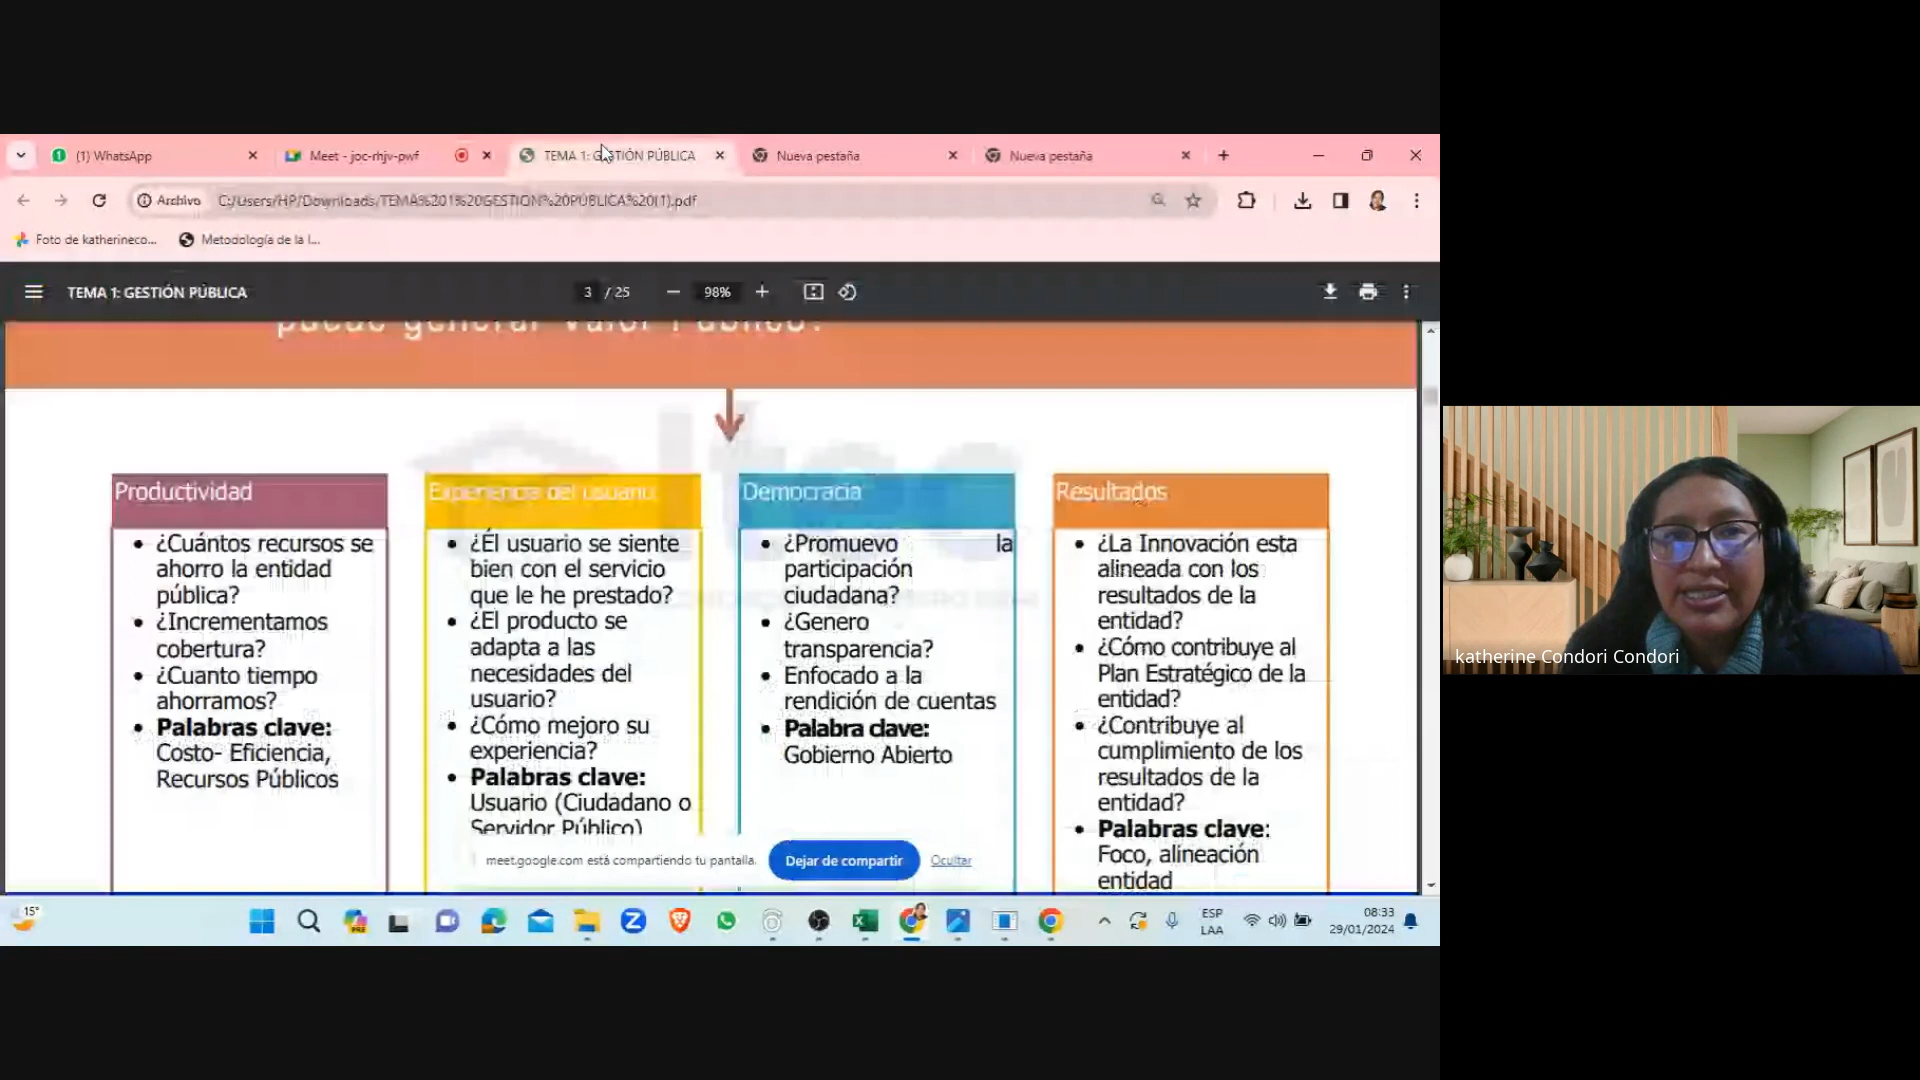 (1) WhatsApp
Meet - joc-rhjv-pwf
TEMA 1: GESTIÓN PÚBLICA
Nueva pestaña
Nueva pestaña
Archivo
C:/Users/HP/Downloads/TEMA%201%20GESTION%20PÚBLICA%20(1).pdf
Foto de katherineco...
Metodología de la I...
TEMA 1: GESTIÓN PÚBLICA
3 / 25
98%
puede generar Valor Público?
Productividad
• ¿Cuántos recursos se
ahorro la entidad
pública?
• ¿Incrementamos
cobertura?
• ¿Cuanto tiempo
ahorramos?
• Palabras clave:
Costo- Eficiencia,
Recursos Públicos
Experiencia del usuario
• ¿El usuario se siente
bien con el servicio
que le he prestado?
• ¿El producto se
adapta a las
necesidades del
usuario?
• ¿Cómo mejoro su
experiencia?
• Palabras clave:
Usuario (Ciudadano o
Servidor Público)
Democracia
• ¿Promuevo la
participación
ciudadana?
• ¿Genero
transparencia?
• Enfocado a la
rendición de cuentas
• Palabra clave:
Gobierno Abierto
Resultados
• ¿La Innovación esta
alineada con los
resultados de la
entidad?
• ¿Cómo contribuye al
Plan Estratégico de la
entidad?
• ¿Contribuye al
cumplimiento de los
resultados de la
entidad?
• Palabras clave:
Foco, alineación
entidad
meet.google.com está compartiendo tu pantalla.
Dejar de compartir
Ocultar
katherine Condori Condori
15°
ESP
LAA
08:33
29/01/2024